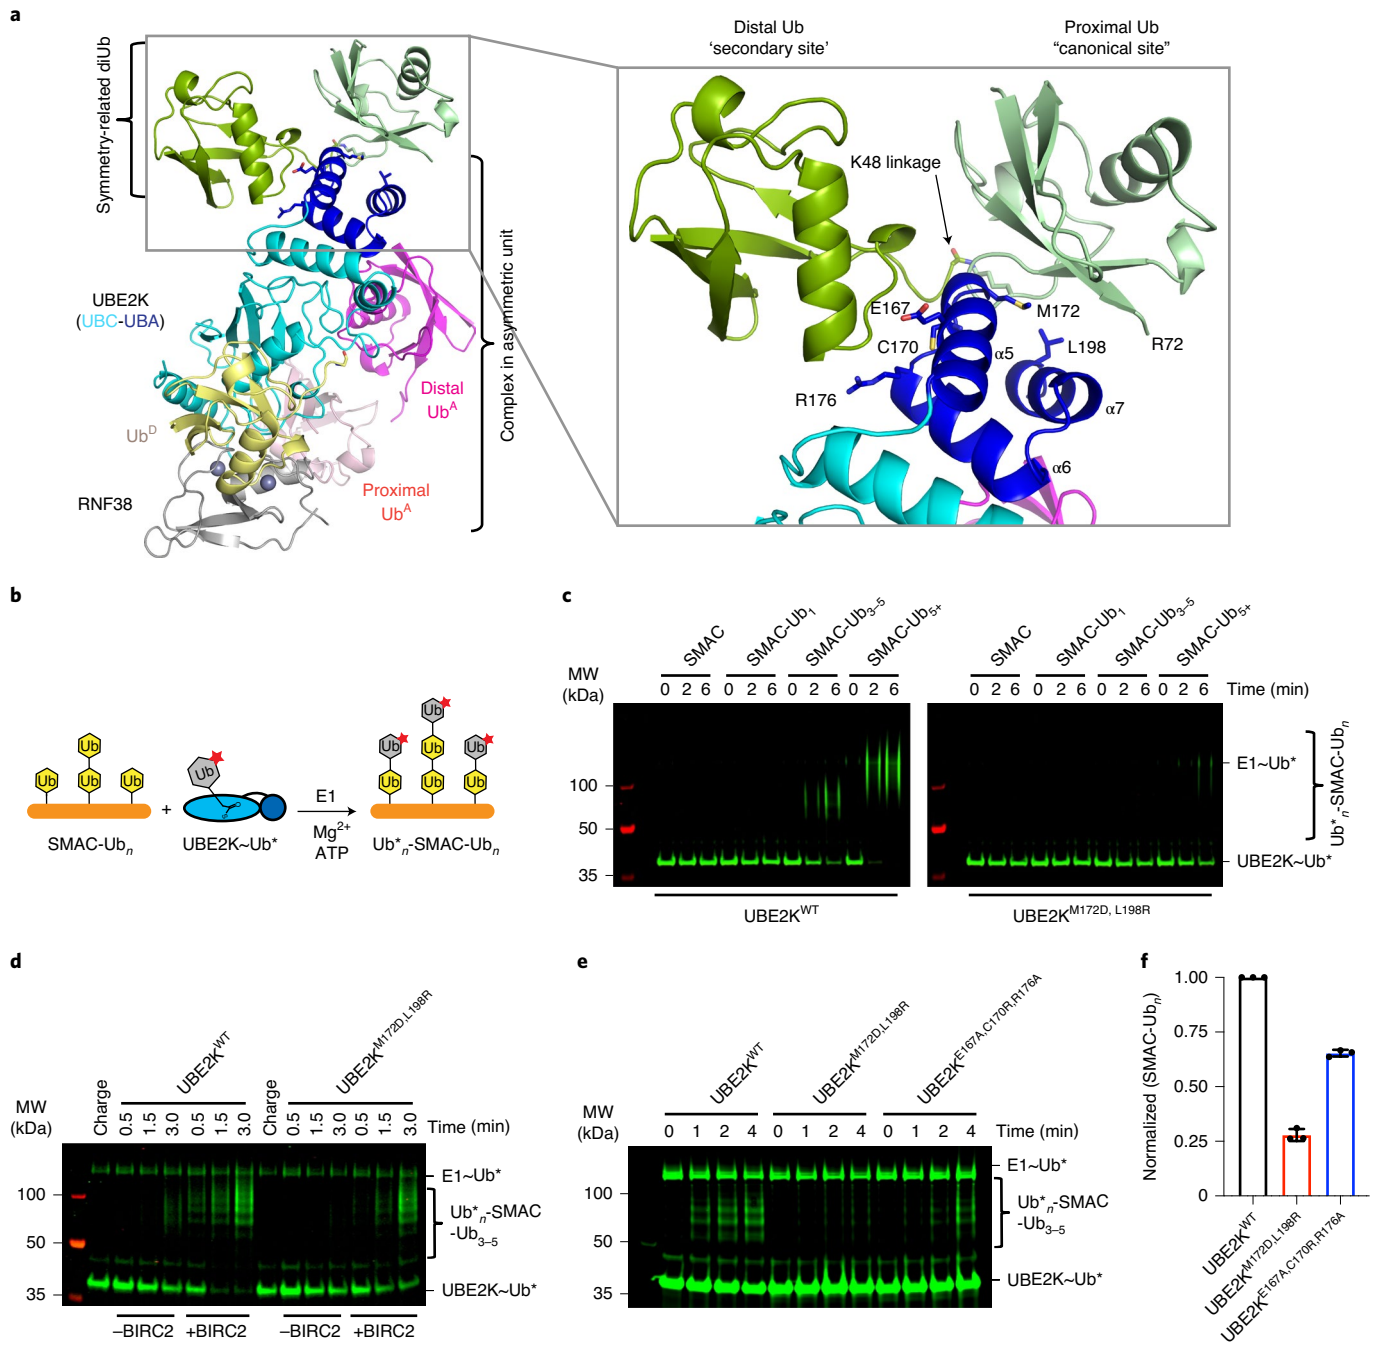 a
Symmetry-related diUb
UBE2K
(UBC-UBA)
Ub^D
RNF38
Distal
Ub^A
Proximal
Ub^A
Complex in asymmetric unit
Distal Ub
'secondary site'
Proximal Ub
"canonical site"
K48 linkage
E167
C170
R176
M172
L198
R72
α5
α7
α6
b
Ub Ub Ub Ub
SMAC-Ub_n
+
Ub
UBE2K~Ub*
E1
Mg²⁺
ATP
Ub Ub Ub Ub Ub Ub Ub
Ub*_n-SMAC-Ub_n
c
SMAC SMAC-Ub₁ SMAC-Ub₃₋₅ SMAC-Ub₅₊ SMAC SMAC-Ub₁ SMAC-Ub₃₋₅ SMAC-Ub₅₊
MW
(kDa)
0 2 6 0 2 6 0 2 6 0 2 6 0 2 6 0 2 6 0 2 6 0 2 6 Time (min)
100
50
35
E1~Ub*
Ub*_n-SMAC-Ub_n
UBE2K~Ub*
UBE2K^WT
UBE2K^M172D, L198R
d
UBE2K^WT UBE2K^M172D,L198R
MW
(kDa)
Charge 0.5 1.5 3.0 0.5 1.5 3.0 Charge 0.5 1.5 3.0 0.5 1.5 3.0 Time (min)
100
50
35
E1~Ub*
Ub*_n-SMAC
-Ub₃₋₅
UBE2K~Ub*
–BIRC2 +BIRC2 –BIRC2 +BIRC2
e
UBE2K^WT UBE2K^M172D,L198R UBE2K^E167A,C170R,R176A
MW
(kDa)
0 1 2 4 0 1 2 4 0 1 2 4 Time (min)
100
50
35
E1~Ub*
Ub*_n-SMAC
-Ub₃₋₅
UBE2K~Ub*
f
Normalized (SMAC-Ub_n)
1.00
0.75
0.50
0.25
0
UBE2K^WT
UBE2K^M172D,L198R
UBE2K^E167A,C170R,R176A